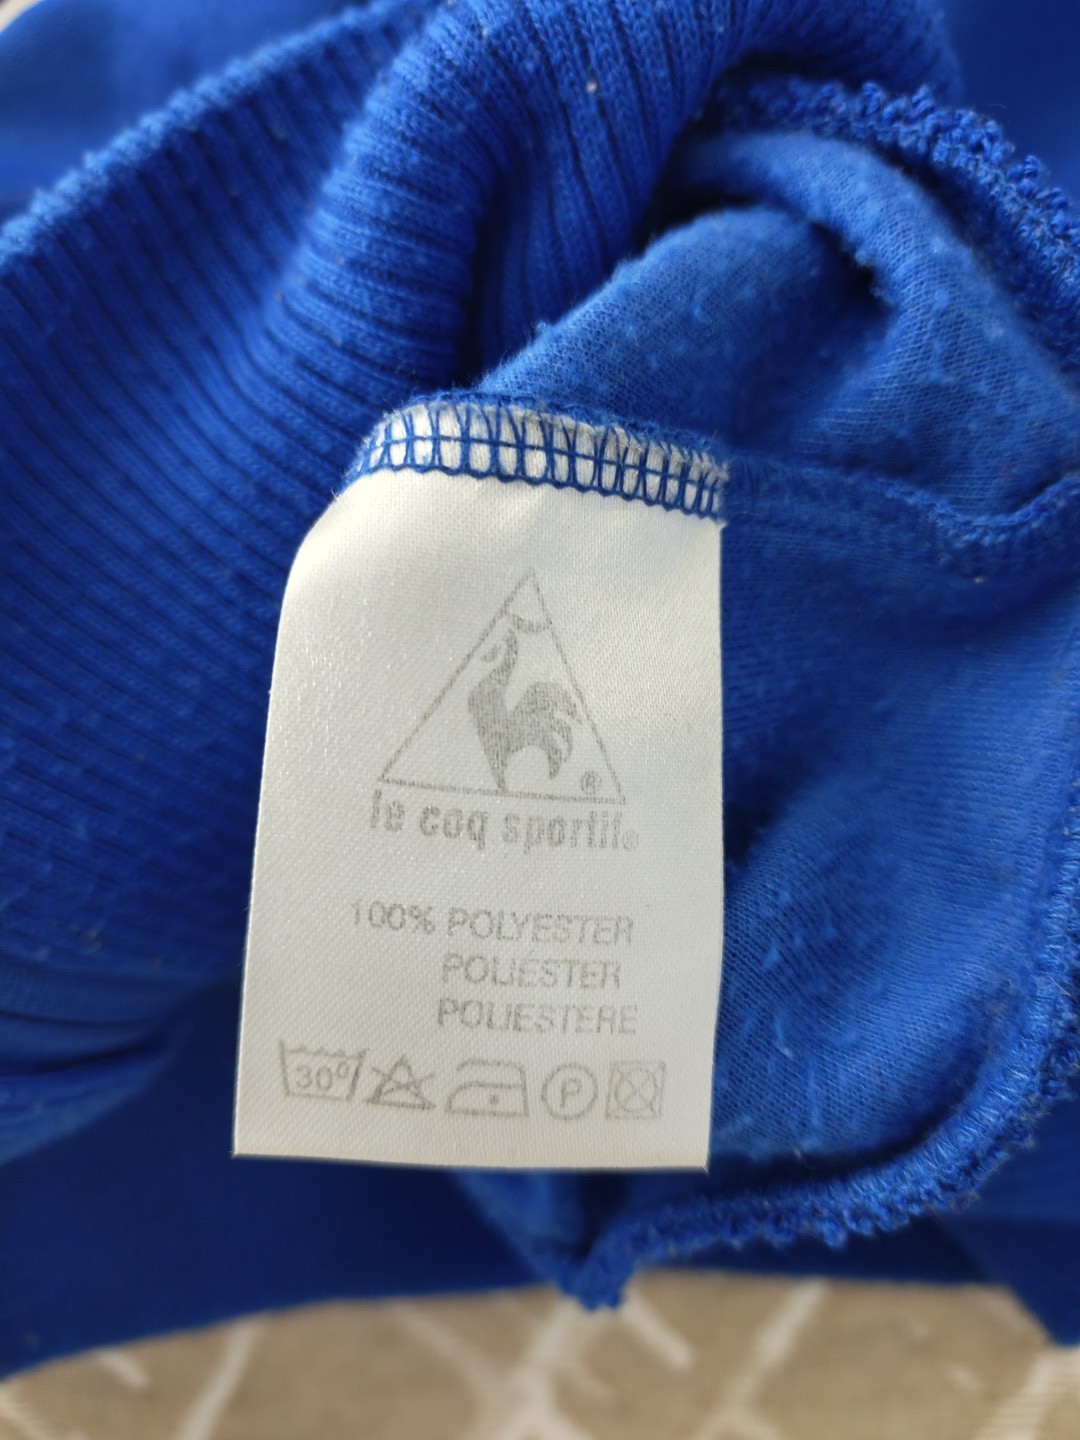 ®
le coq sportif®
100% POLYESTER
POLIESTER
POLIESTERE
30° P